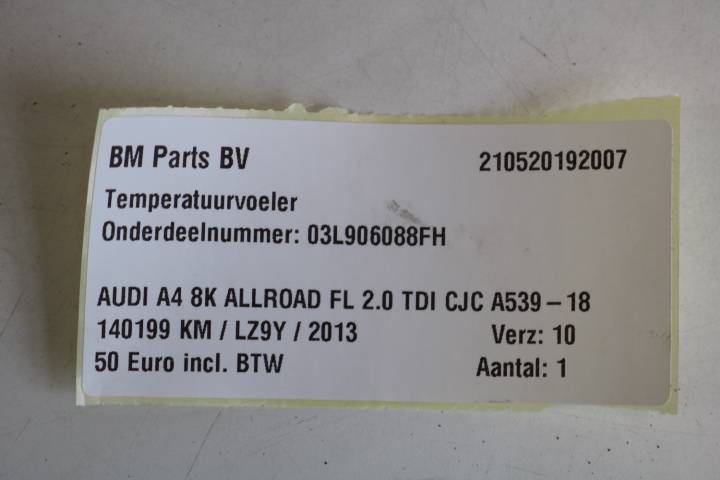 BM Parts BV 210520192007
Temperatuurvoeler
Onderdeelnummer: 03L906088FH
AUDI A4 8K ALLROAD FL 2.0 TDI CJC A539-18
140199 KM / LZ9Y / 2013 Verz: 10
50 Euro incl. BTW Aantal: 1